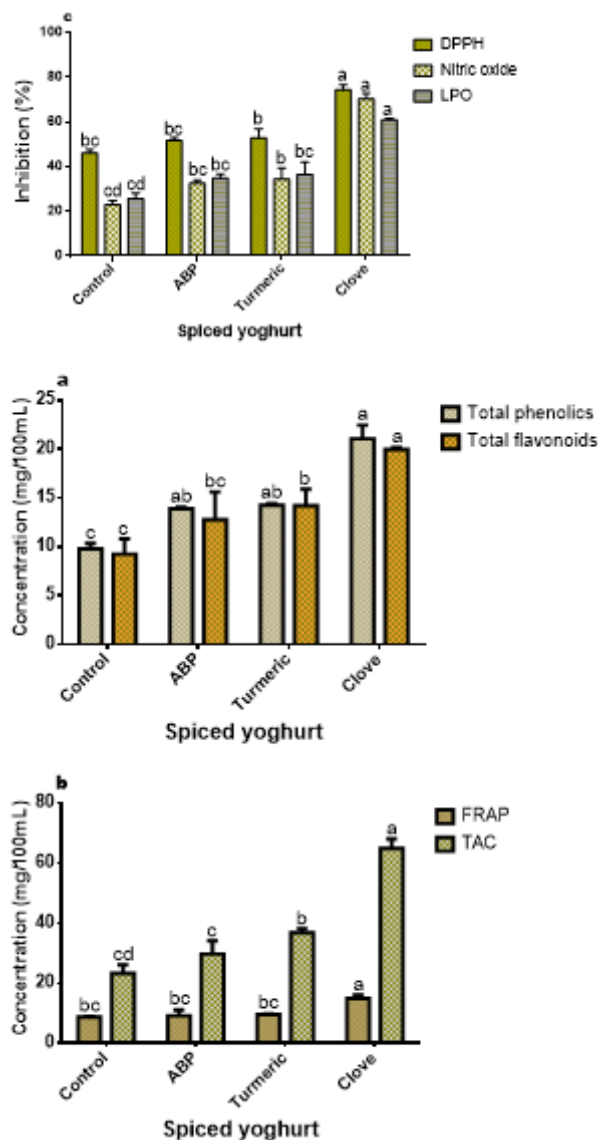 c
DPPH
Nitric oxide
LPO
Inhibition (%)
100
80
60
40
20
0
bc
cd
cd
bc
bc
bc
b
b
bc
a
a
a
Control
ABP
Turmeric
Clove
Spiced yoghurt
a
Total phenolics
Total flavonoids
Concentration (mg/100mL)
25
20
15
10
5
0
c
c
ab
bc
ab
b
a
a
Control
ABP
Turmeric
Clove
Spiced yoghurt
b
FRAP
TAC
Concentration (mg/100mL)
80
60
40
20
0
bc
cd
bc
c
bc
b
a
a
Control
ABP
Turmeric
Clove
Spiced yoghurt